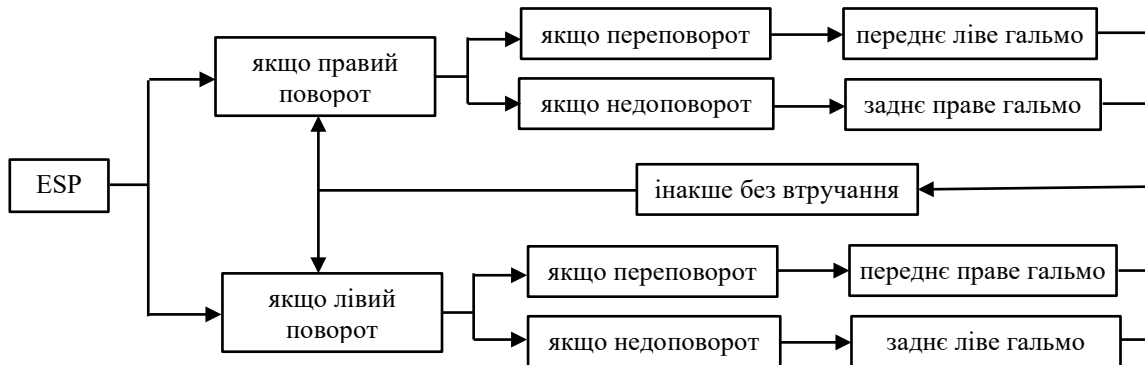 ESP
якщо правий
поворот
якщо переповорот
переднє ліве гальмо
якщо недоповорот
заднє праве гальмо
інакше без втручання
якщо лівий
поворот
якщо переповорот
переднє праве гальмо
якщо недоповорот
заднє ліве гальмо